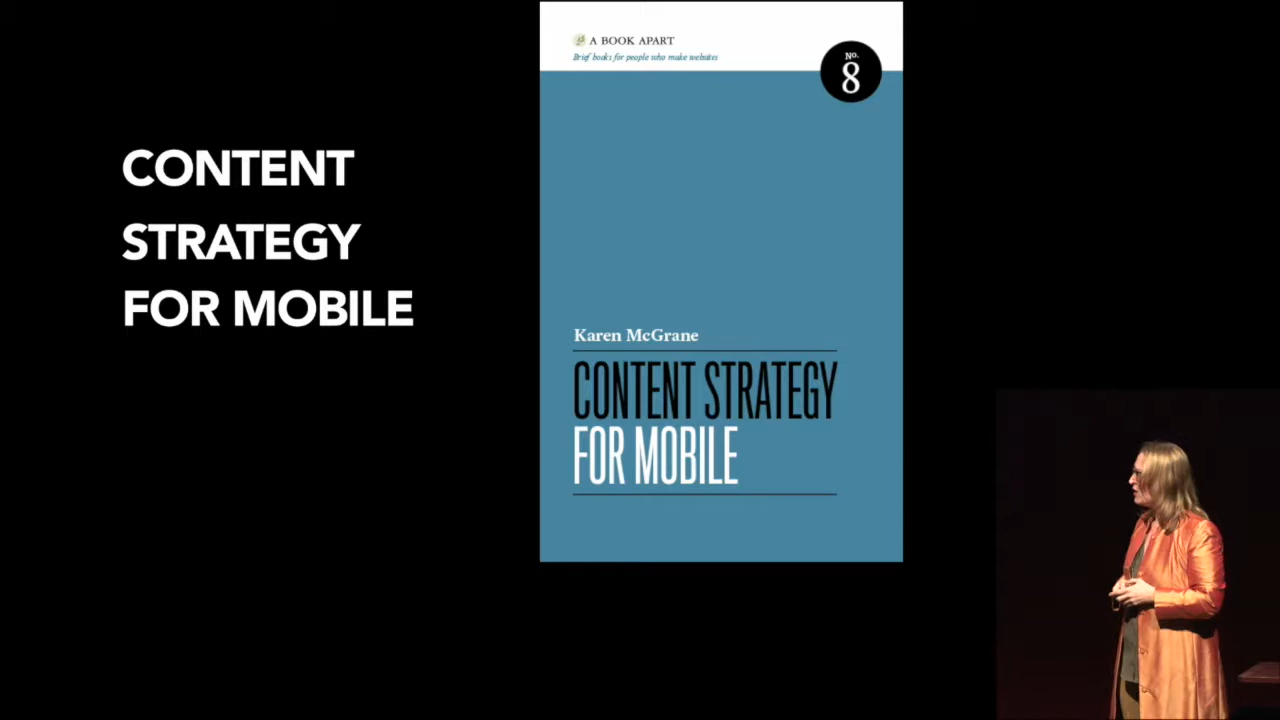 CONTENT
STRATEGY
FOR MOBILE
A BOOK APART
Brief books for people who make websites
No.
8
Karen McGrane
CONTENT STRATEGY
FOR MOBILE